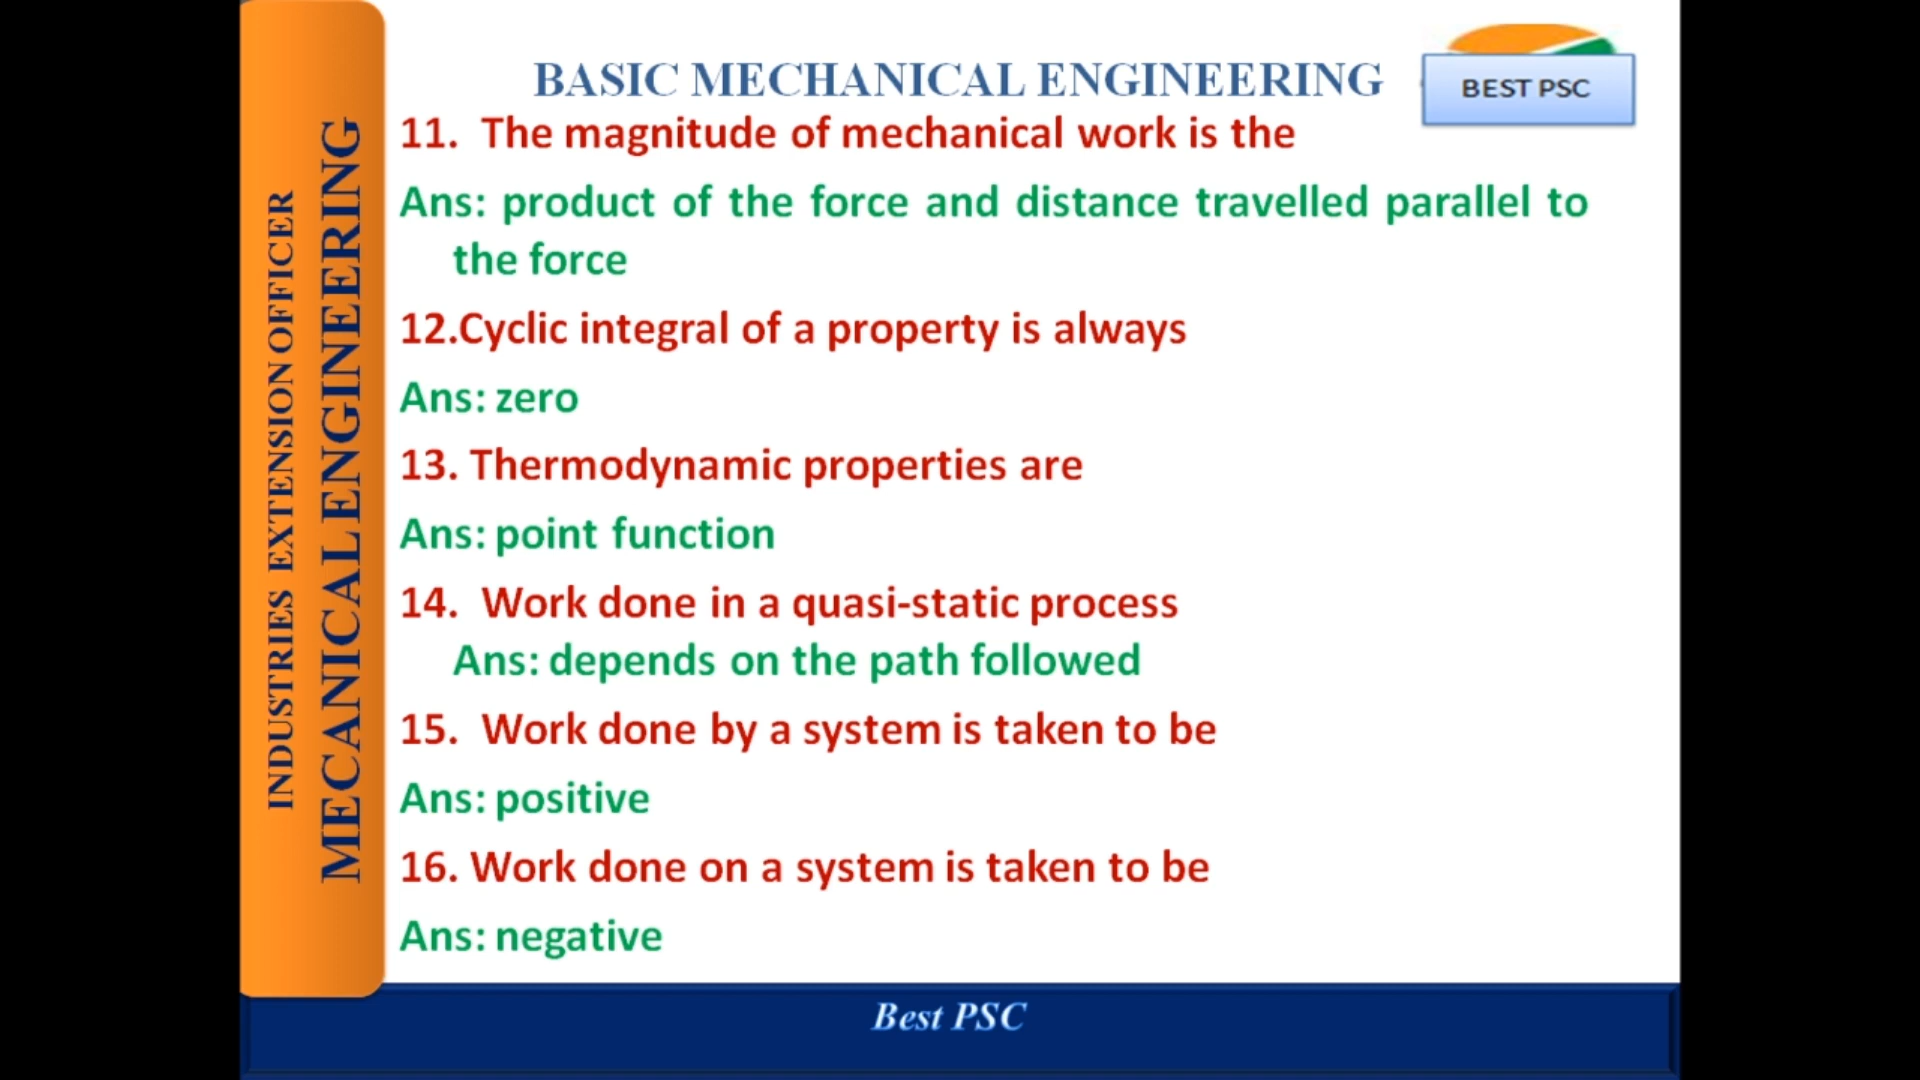 INDUSTRIES EXTENSION OFFICER
MECANICAL ENGINEERING
BASIC MECHANICAL ENGINEERING
BEST PSC
11. The magnitude of mechanical work is the
Ans: product of the force and distance travelled parallel to
the force
12.Cyclic integral of a property is always
Ans: zero
13. Thermodynamic properties are
Ans: point function
14. Work done in a quasi-static process
Ans: depends on the path followed
15. Work done by a system is taken to be
Ans: positive
16. Work done on a system is taken to be
Ans: negative
Best PSC